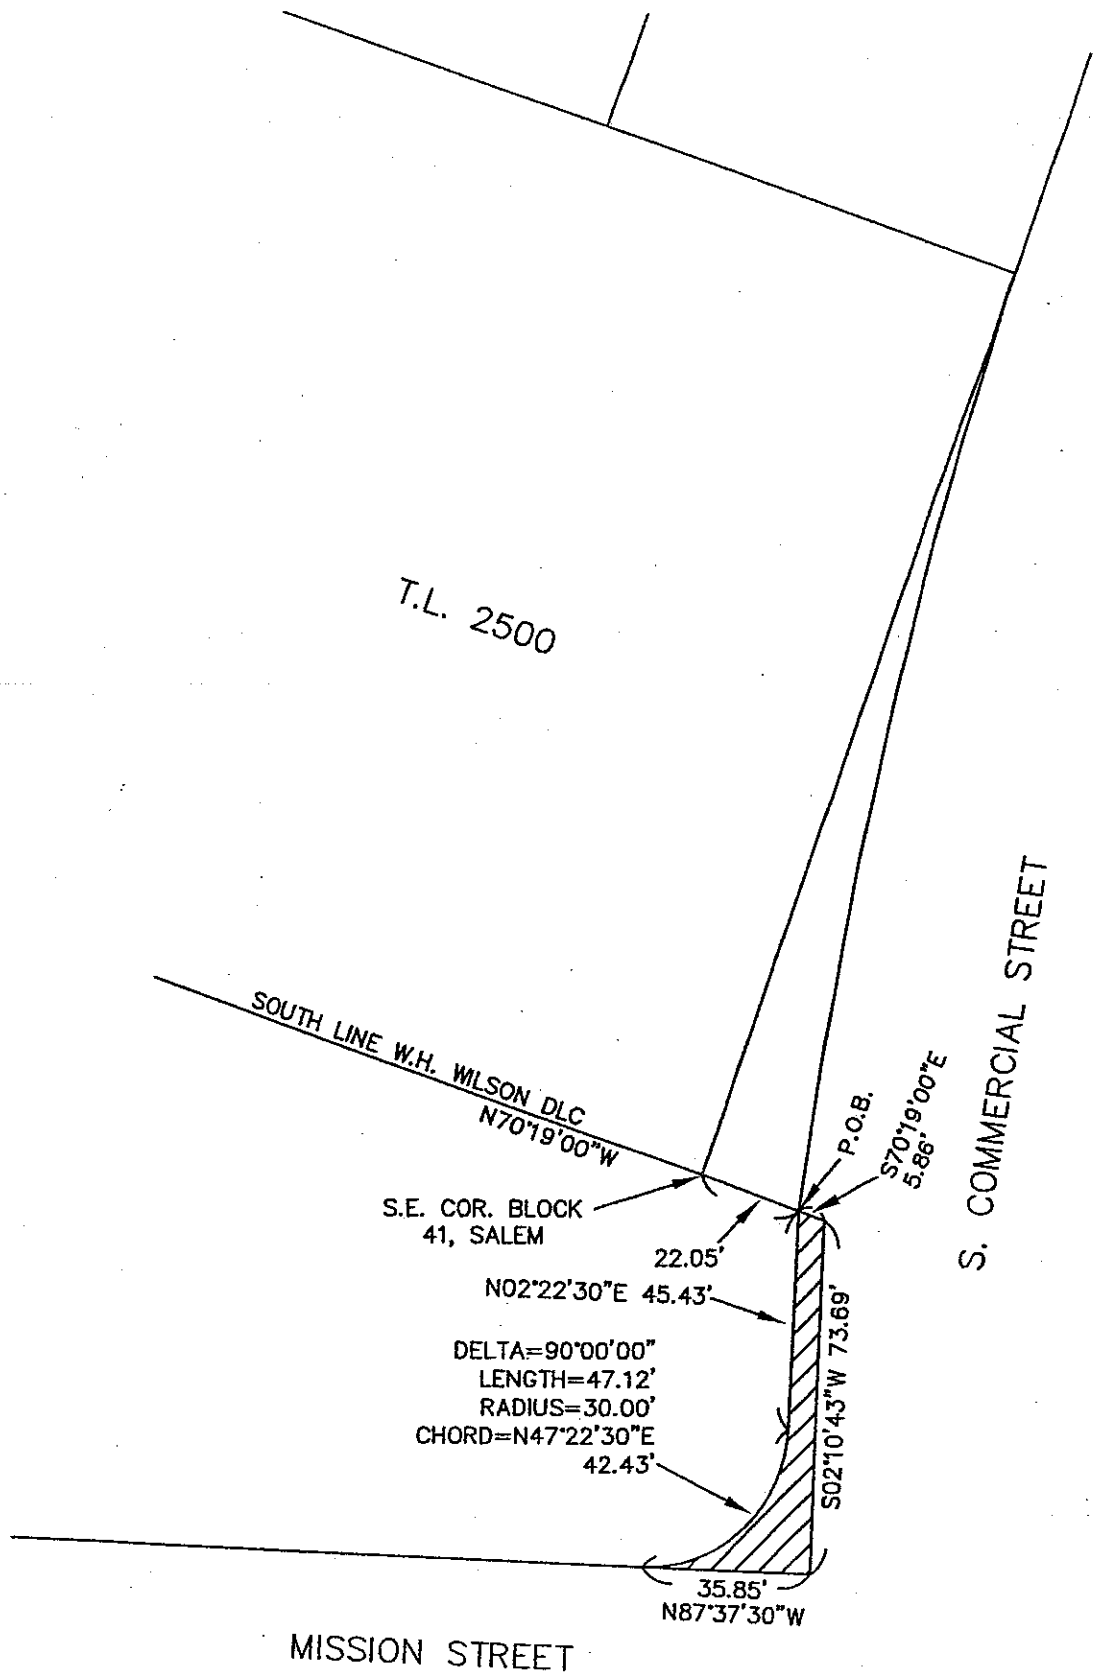 T.L. 2500
S. COMMERCIAL STREET
SOUTH LINE W.H. WILSON DLC
N70°19'00"W
P.O.B.
S70°19'00"E
5.86'
S.E. COR. BLOCK
41, SALEM
22.05'
N02°22'30"E 45.43'
DELTA=90°00'00"
LENGTH=47.12'
RADIUS=30.00'
CHORD=N47°22'30"E
42.43'
S02°10'43"W 73.69'
35.85'
N87°37'30"W
MISSION STREET